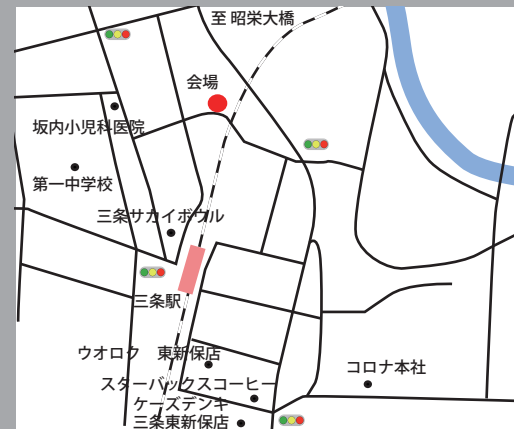 至 昭栄大橋
会場
坂内小児科医院
第一中学校
三条サカイボウル
三条駅
ウオロク　東新保店
コロナ本社
スターバックスコーヒー
ケーズデンキ
三条東新保店